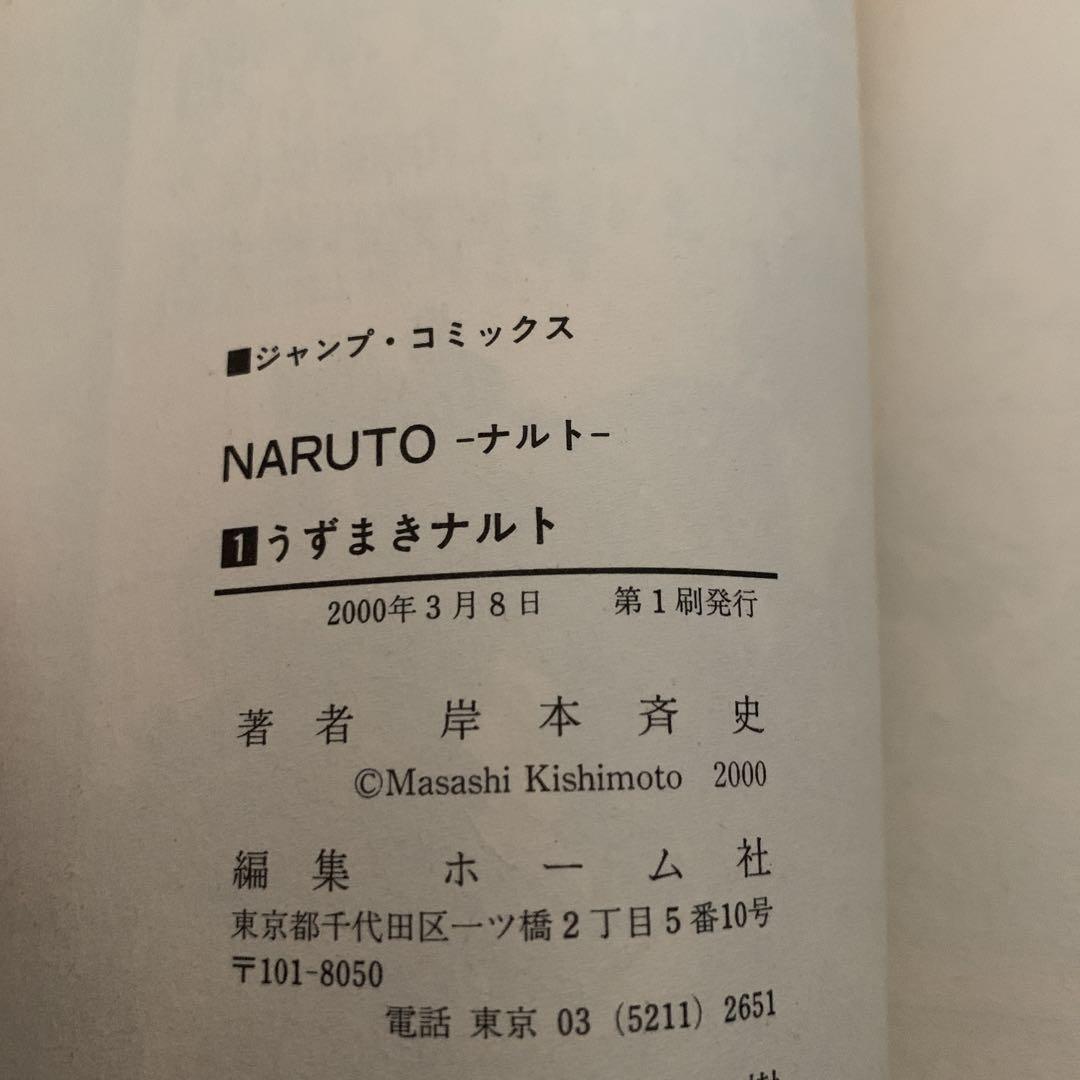 ■ジャンプ・コミックス
NARUTO -ナルト-
1うずまきナルト
2000年3月8日 第1刷発行
著者 岸本斉史
©Masashi Kishimoto 2000
編集 ホーム社
東京都千代田区一ツ橋2丁目5番10号
〒101-8050
電話 東京 03 (5211) 2651